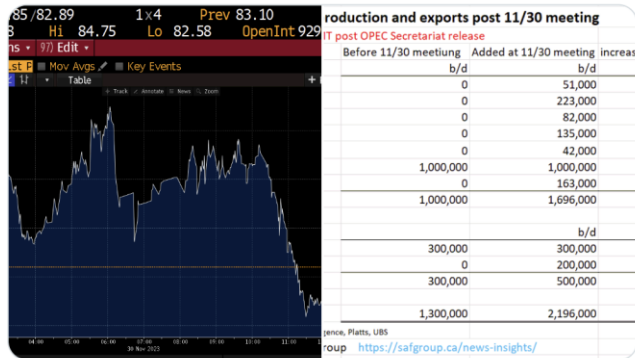 85/82.89 1x4 Prev 83.10
Hi 84.75 Lo 82.58 OpenInt 929
97) Edit
Mov Avgs Key Events
Table
+ Track Annotate News Zoom
04:00 05:00 06:00 07:00 08:00 09:00 10:00 11:00
30 Nov 2023
roduction and exports post 11/30 meeting
IT post OPEC Secretariat release
Before 11/30 meetiung Added at 11/30 meeting increas
b/d b/d
0 51,000
0 223,000
0 82,000
0 135,000
0 42,000
1,000,000 1,000,000
0 163,000
1,000,000 1,696,000
b/d
300,000 300,000
0 200,000
300,000 500,000
1,300,000 2,196,000
gence, Platts, UBS
roup https://safgroup.ca/news-insights/